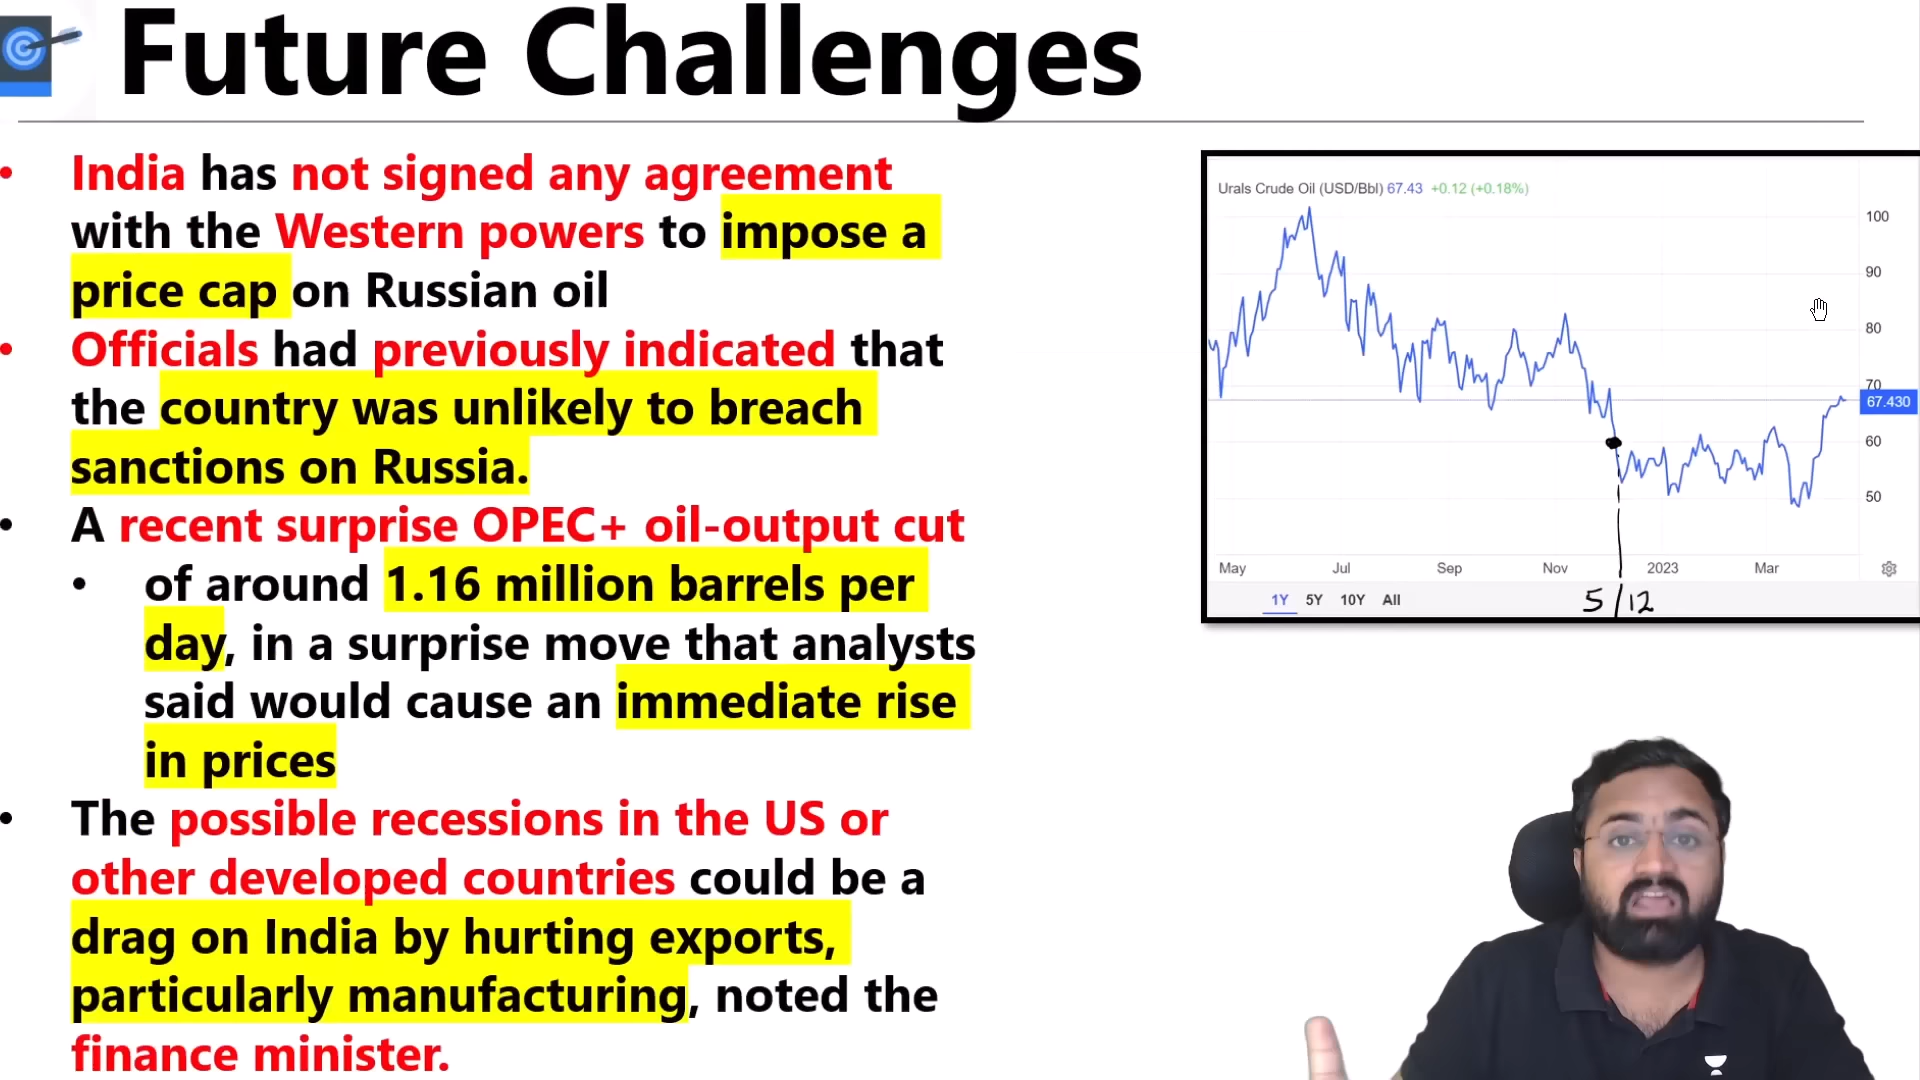 Future Challenges
• India has not signed any agreement
with the Western powers to impose a
price cap on Russian oil
• Officials had previously indicated that
the country was unlikely to breach
sanctions on Russia.
• A recent surprise OPEC+ oil-output cut
• of around 1.16 million barrels per
day, in a surprise move that analysts
said would cause an immediate rise
in prices
• The possible recessions in the US or
other developed countries could be a
drag on India by hurting exports,
particularly manufacturing, noted the
finance minister.
Urals Crude Oil (USD/Bbl) 67.43 +0.12 (+0.18%)
100
90
80
70
67.430
60
50
May Jul Sep Nov 2023 Mar
1Y 5Y 10Y All
5/12